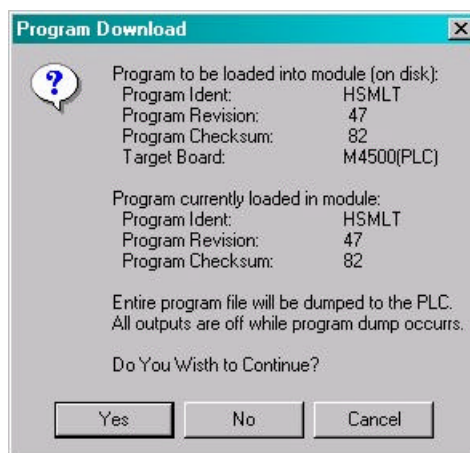 Program Download
Program to be loaded into module (on disk):
Program Ident: HSMLT
Program Revision: 47
Program Checksum: 82
Target Board: M4500(PLC)
Program currently loaded in module:
Program Ident: HSMLT
Program Revision: 47
Program Checksum: 82
Entire program file will be dumped to the PLC.
All outputs are off while program dump occurrs.
Do You Wisth to Continue?
Yes No Cancel